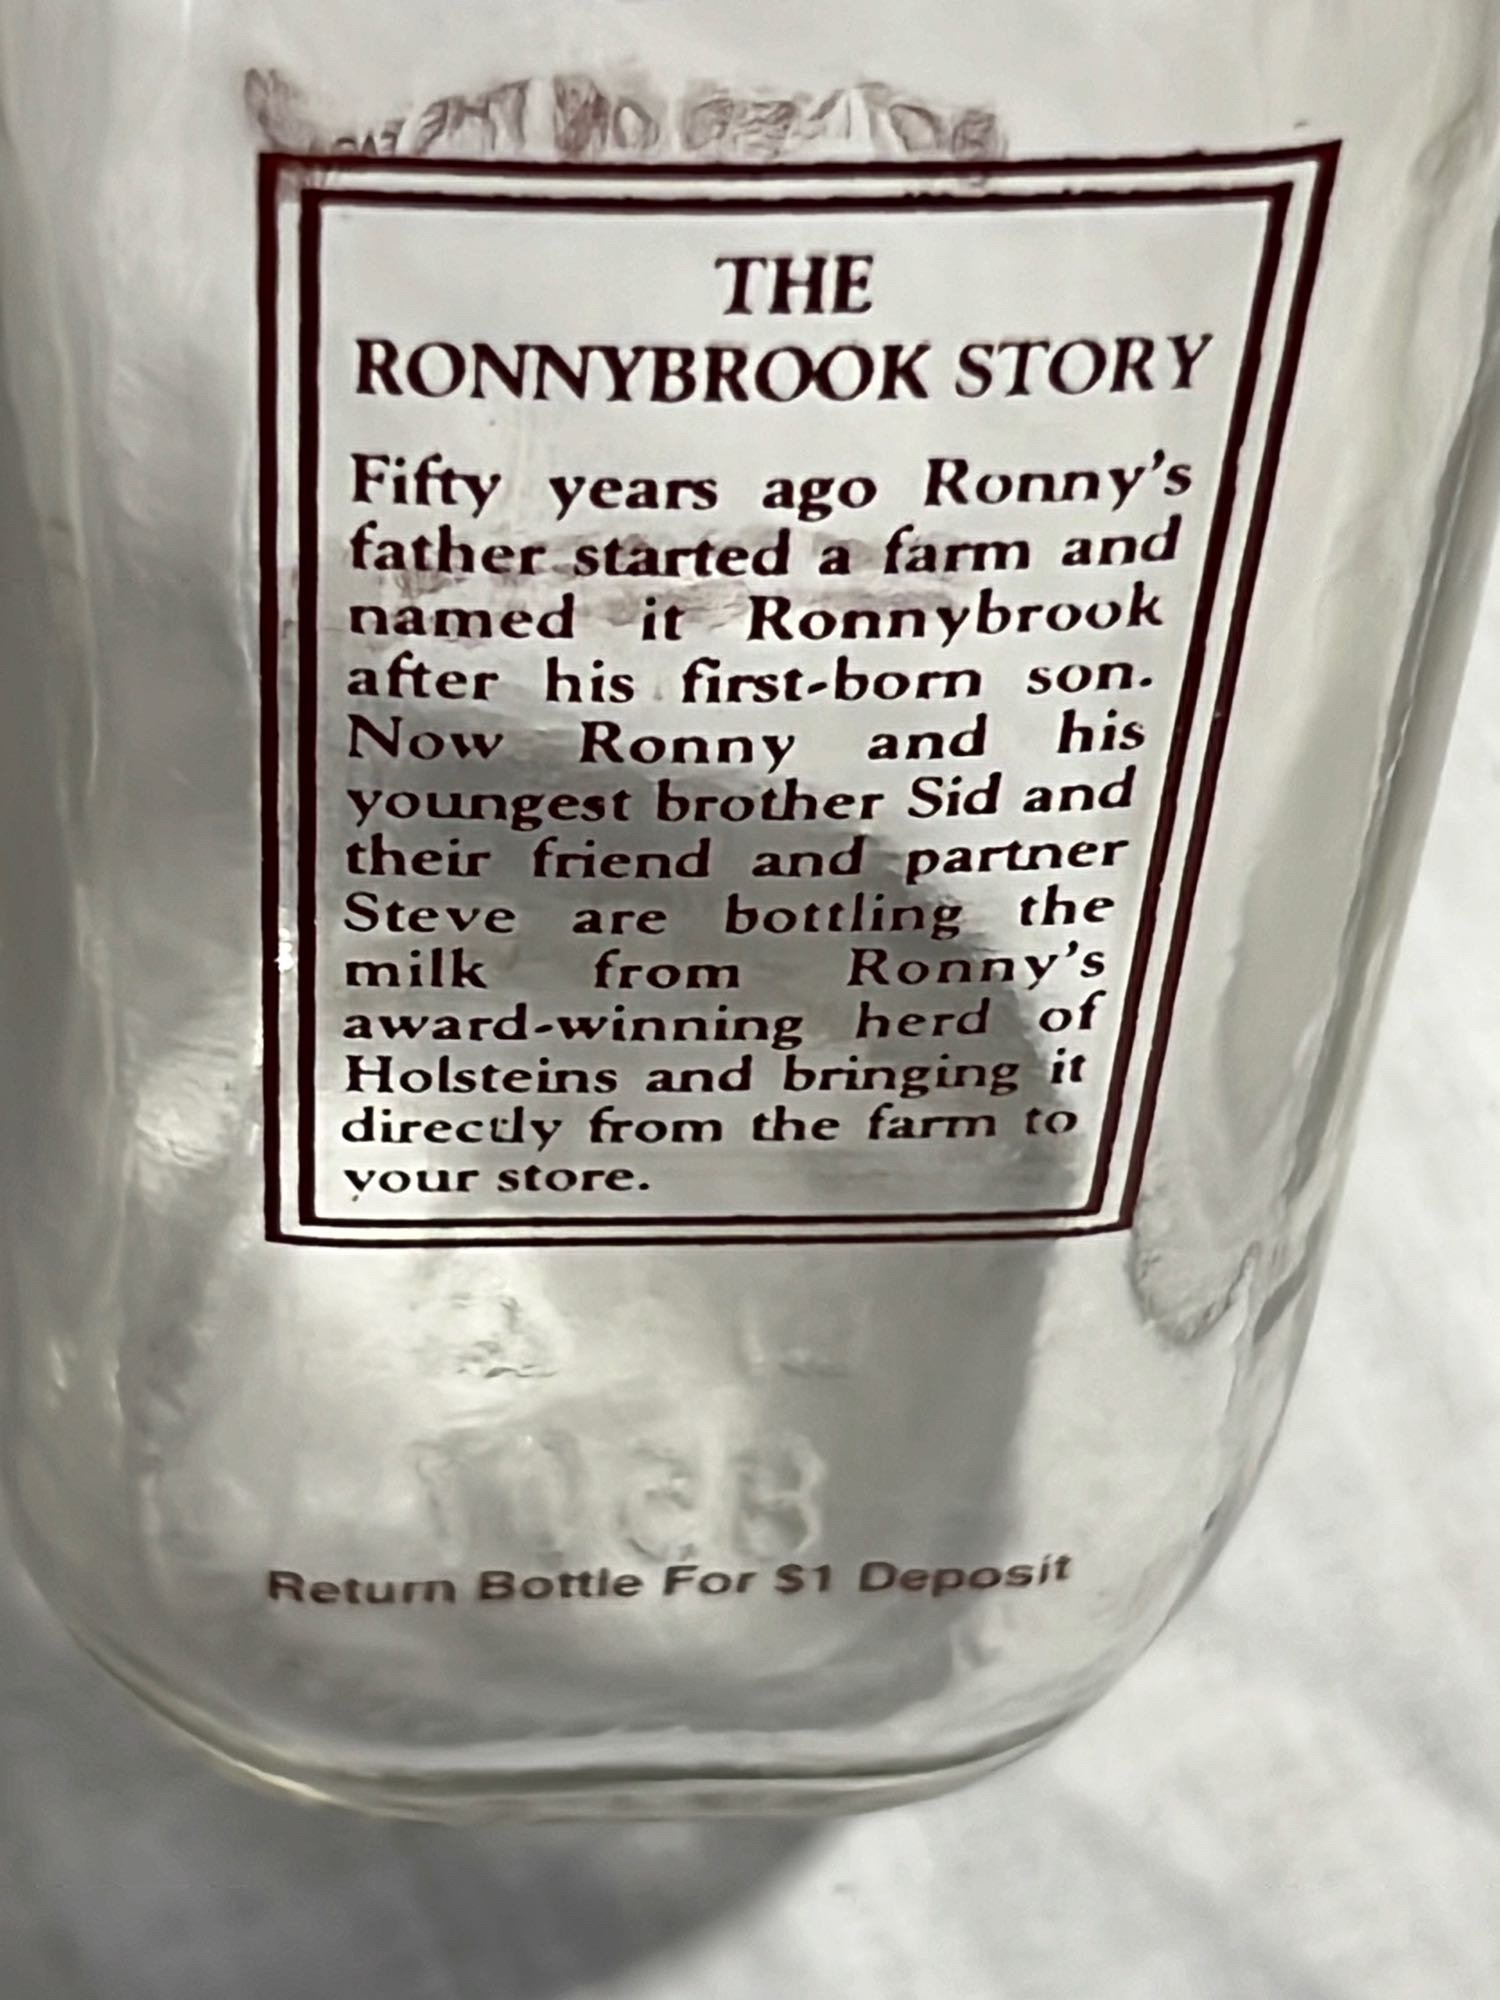 THE
RONNYBROOK STORY
Fifty years ago Ronny's
father started a farm and
named it Ronnybrook
after his first-born son.
Now Ronny and his
youngest brother Sid and
their friend and partner
Steve are bottling the
milk from Ronny's
award-winning herd of
Holsteins and bringing it
directly from the farm to
your store.
Return Bottle For $1 Deposit